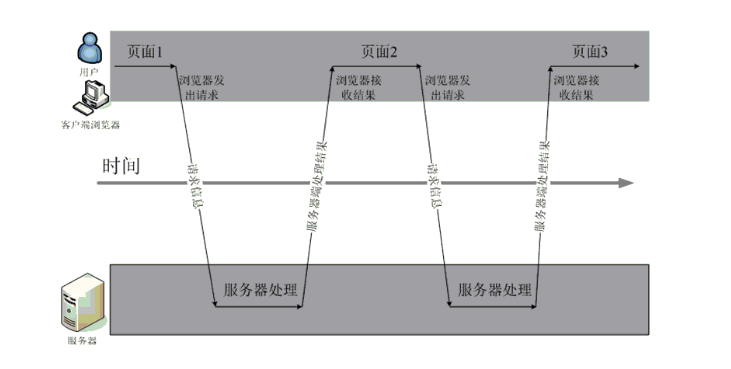 页面1
页面2
页面3
用户
浏览器发
出请求
浏览器接
收结果
浏览器发
出请求
浏览器接
收结果
客户端浏览器
时间
请求信息
服务器端处理结果
请求信息
服务器端处理结果
服务器处理
服务器处理
服务器